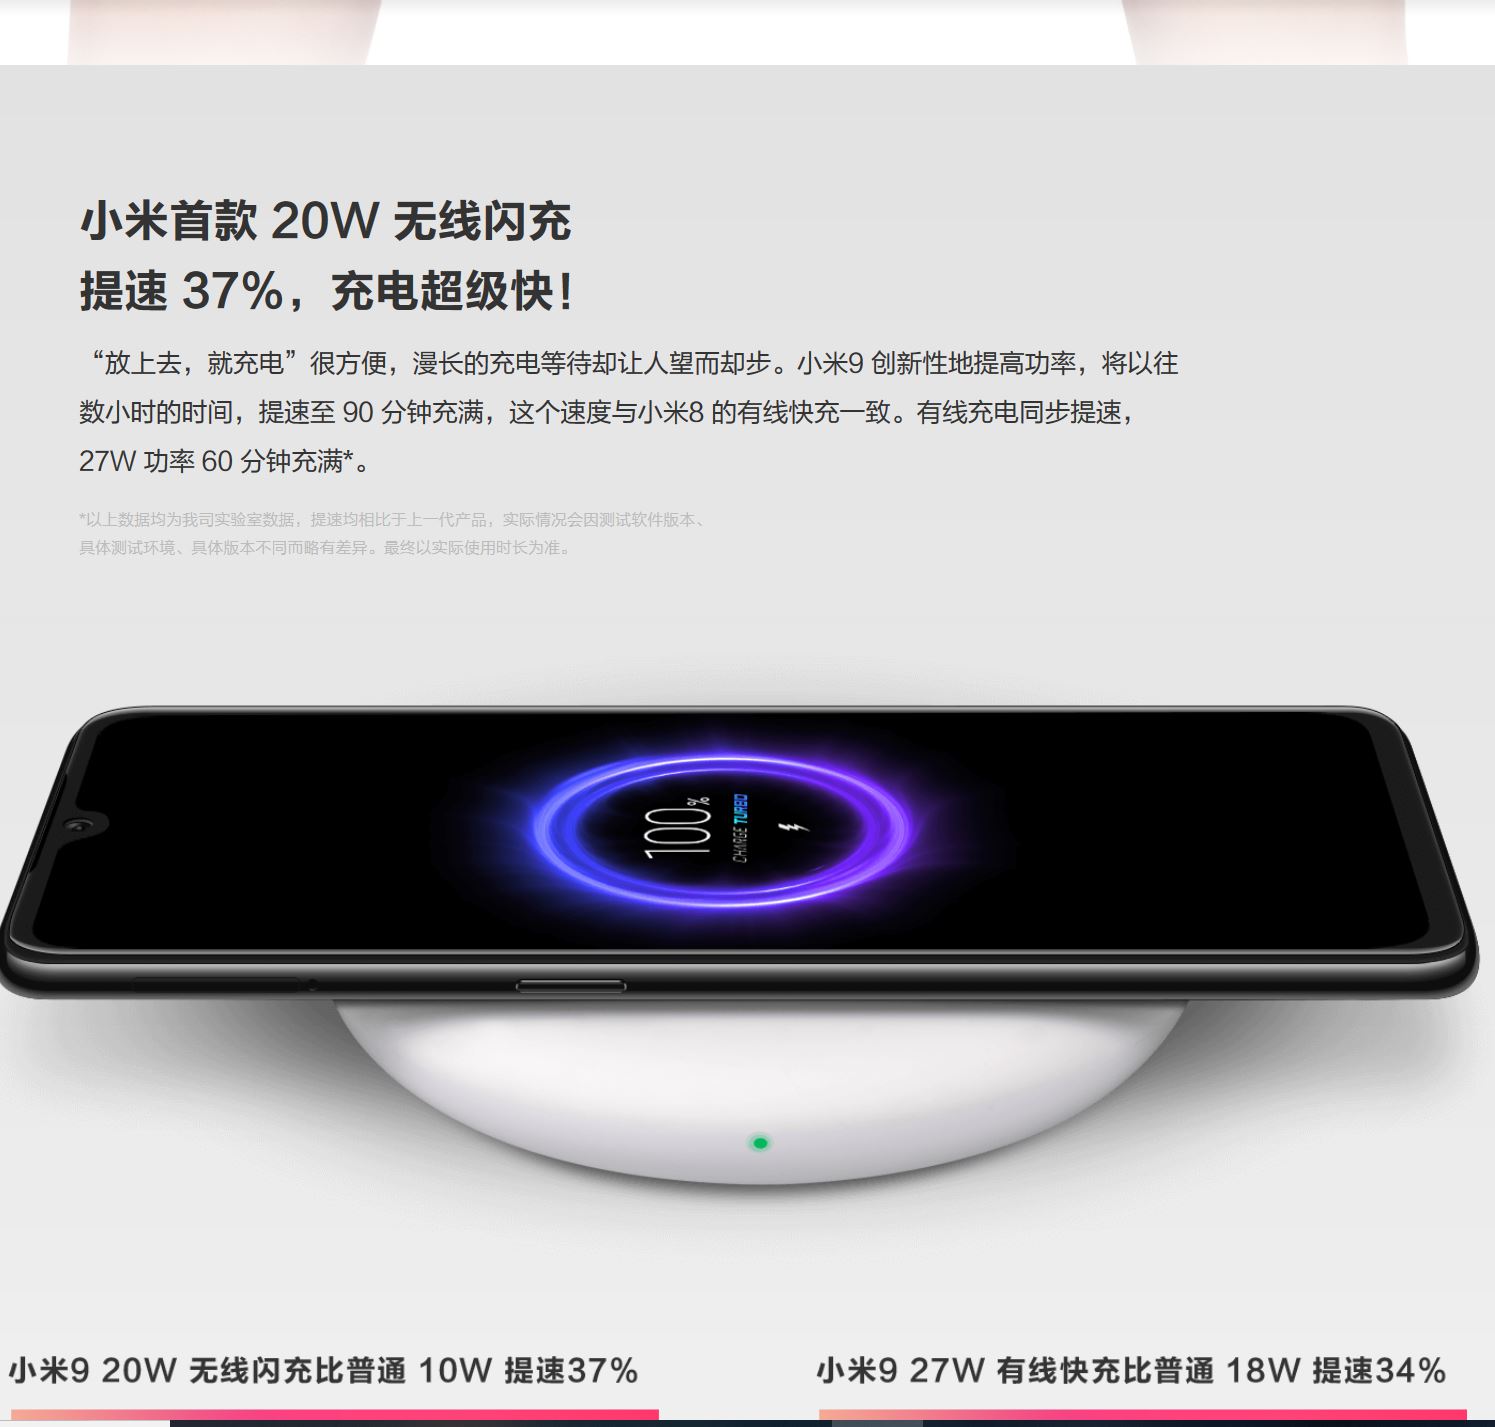 小米首款 20W 无线闪充
提速 37%，充电超级快！
“放上去，就充电”很方便，漫长的充电等待却让人望而却步。小米9 创新性地提高功率，将以往
数小时的时间，提速至 90 分钟充满，这个速度与小米8 的有线快充一致。有线充电同步提速，
27W 功率 60 分钟充满*。
*以上数据均为我司实验室数据，提速均相比于上一代产品，实际情况会因测试软件版本、
具体测试环境、具体版本不同而略有差异。最终以实际使用时长为准。
100%
CHARGE TURBO
小米9 20W 无线闪充比普通 10W 提速37%
小米9 27W 有线快充比普通 18W 提速34%